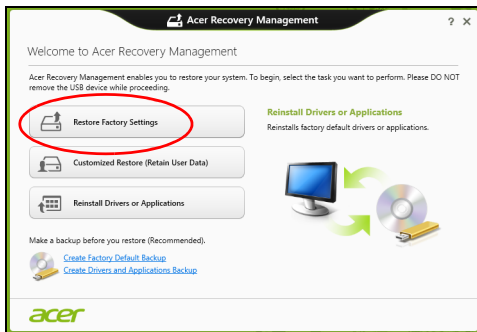 Acer Recovery Management
? X
Welcome to Acer Recovery Management
Acer Recovery Management enables you to restore your system. To begin, select the task you want to perform. Please DO NOT
remove the USB device while proceeding.
Restore Factory Settings
Customized Restore (Retain User Data)
Reinstall Drivers or Applications
Reinstall Drivers or Applications
Reinstalls factory default drivers or applications.
Make a backup before you restore (Recommended).
Create Factory Default Backup
Create Drivers and Applications Backup
acer